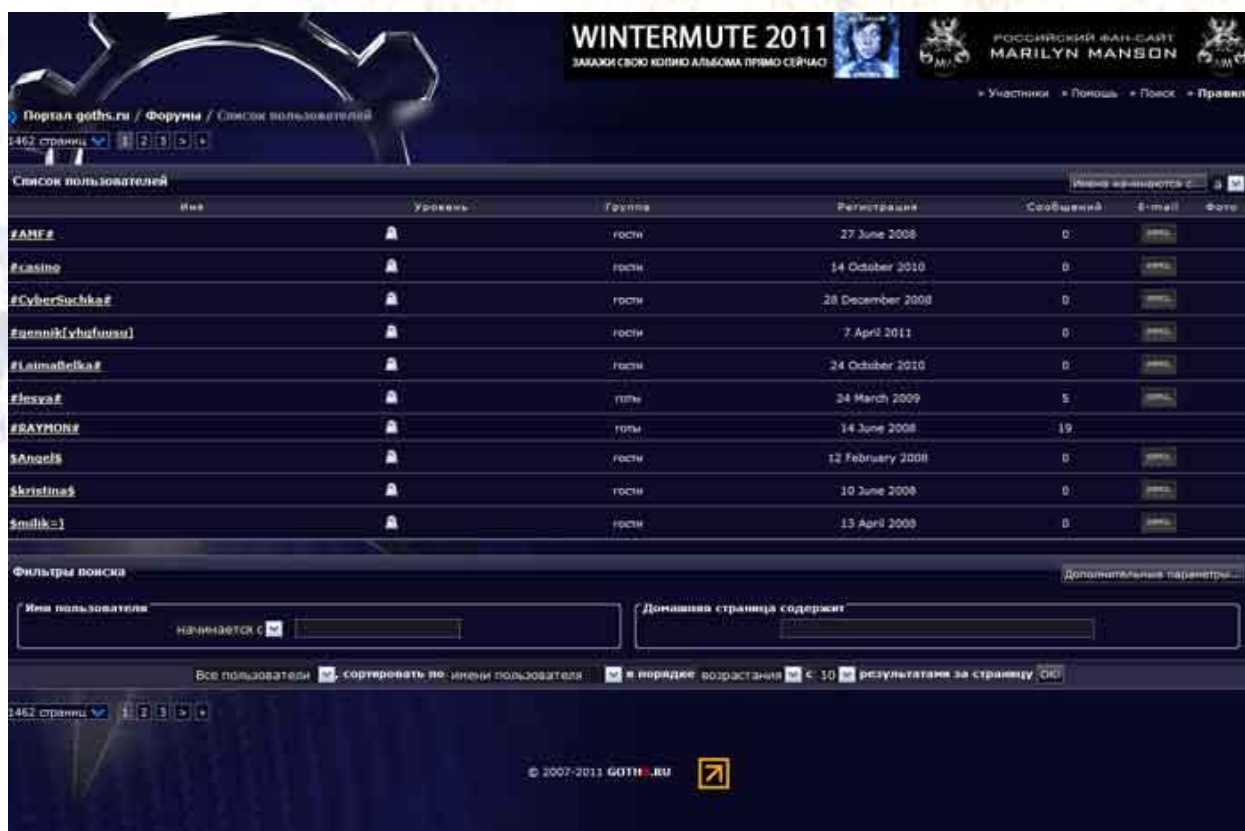 WINTERMUTE 2011
ЗАКАЖИ СВОЮ КОПИЮ АЛЬБОМА ПРЯМО СЕЙЧАС!
РОССИЙСКИЙ ФАН-САЙТ
MARILYN MANSON
» Участники » Помощь » Поиск » Правил
Портал goths.ru / Форумы / Список пользователей
1462 страниц 1 2 3 > »
Список пользователей Имена начинаются с... а
Имя Уровень Группа Регистрация Сообщений E-mail Фото
#AMF# гости 27 June 2008 0
#casino гости 14 October 2010 0
#CyberSuchka# гости 28 December 2008 0
#gennik[yhgfuusu] гости 7 April 2011 0
#LaimaBelka# гости 24 October 2010 0
#lesya# готы 24 March 2009 5
#RAYMON# готы 14 June 2008 19
$Angel$ гости 12 February 2008 0
$kristina$ гости 10 June 2008 0
$milik=) гости 13 April 2008 0
Фильтры поиска Дополнительные параметры...
Имя пользователя Домашняя страница содержит
начинается с
Все пользователи , сортировать по имени пользователя в порядке возрастания с 10 результатами за страницу OK!
1462 страниц 1 2 3 > »
© 2007-2011 GOTHS.RU